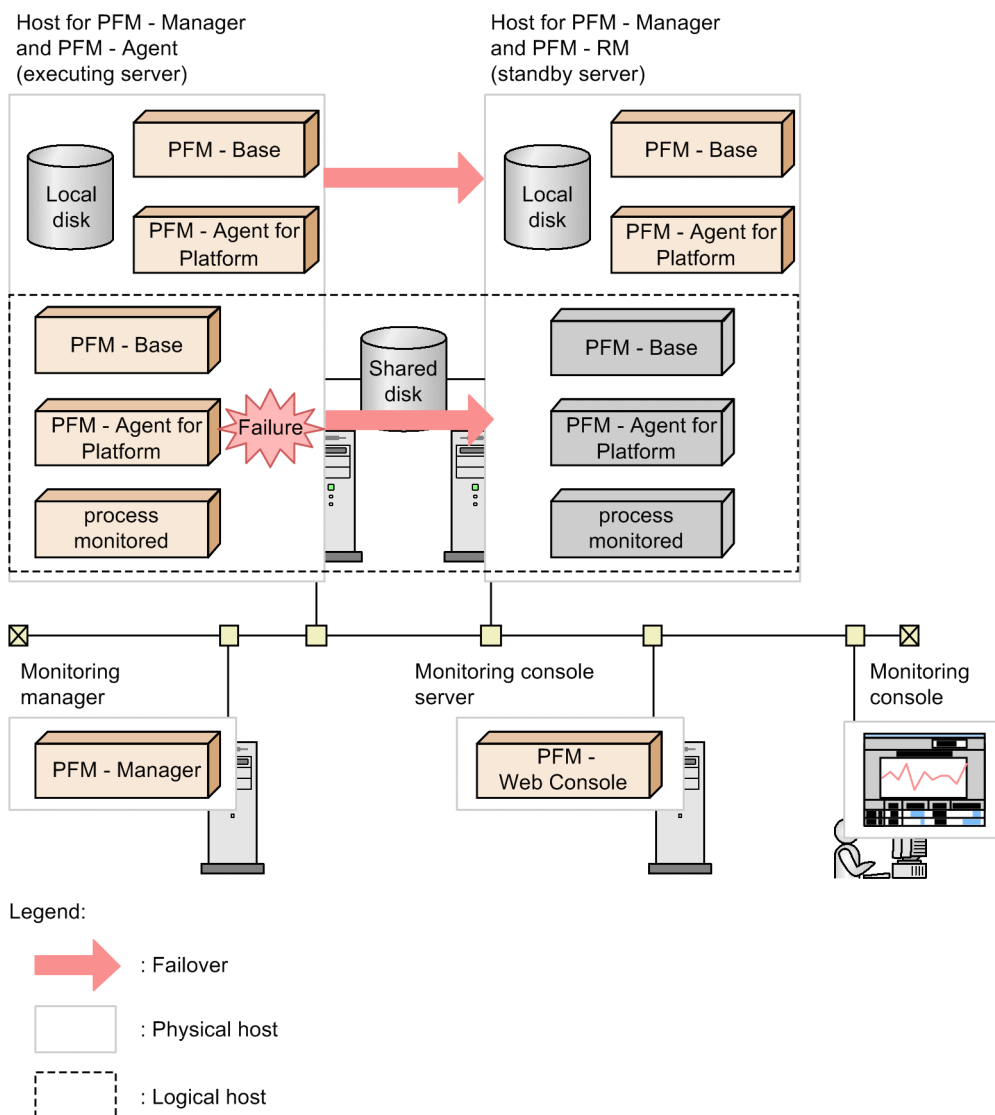 Host for PFM - Manager
and PFM - Agent
(executing server)
Host for PFM - Manager
and PFM - RM
(standby server)
PFM - Base
Local
disk
PFM - Agent for
Platform
PFM - Base
Local
disk
PFM - Agent for
Platform
PFM - Base
PFM - Agent for
Platform
Failure
process
monitored
Shared
disk
PFM - Base
PFM - Agent for
Platform
process
monitored
Monitoring
manager
PFM - Manager
Monitoring console
server
PFM -
Web Console
Monitoring
console
Legend:
: Failover
: Physical host
: Logical host